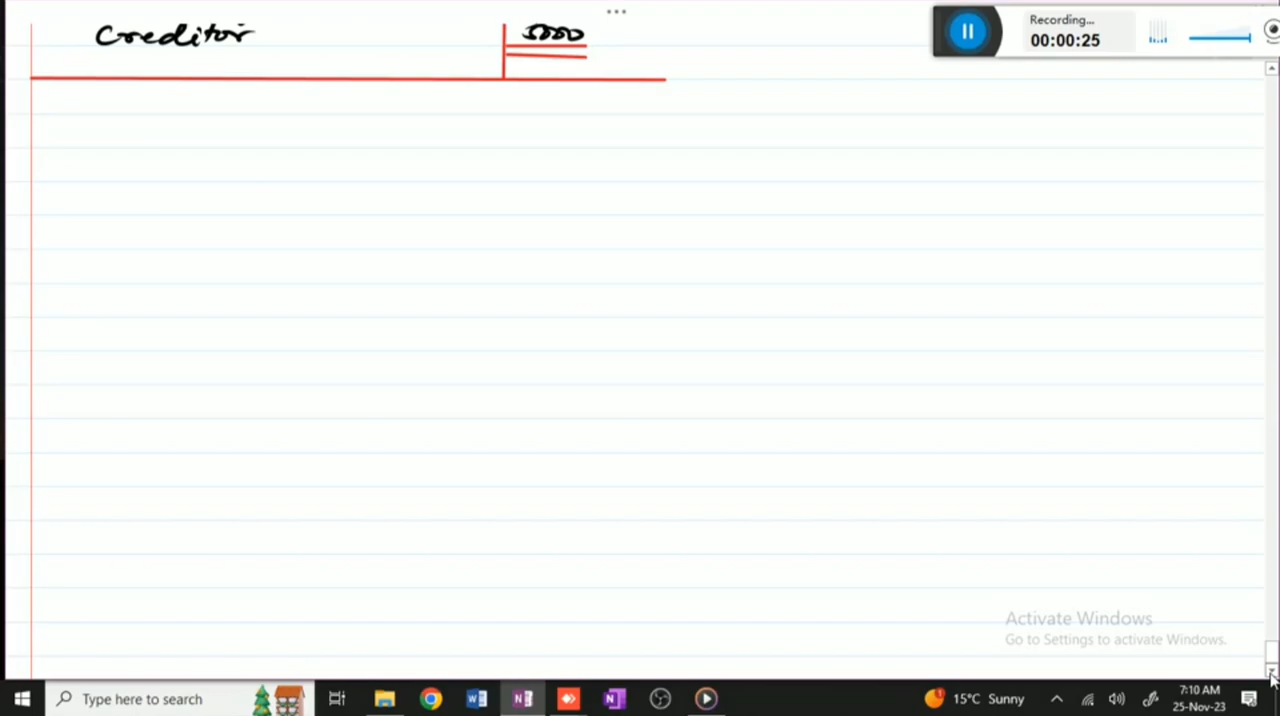 Creditor 5000
Recording...
00:00:25
Activate Windows
Go to Settings to activate Windows.
Type here to search
15°C Sunny
7:10 AM
25-Nov-23